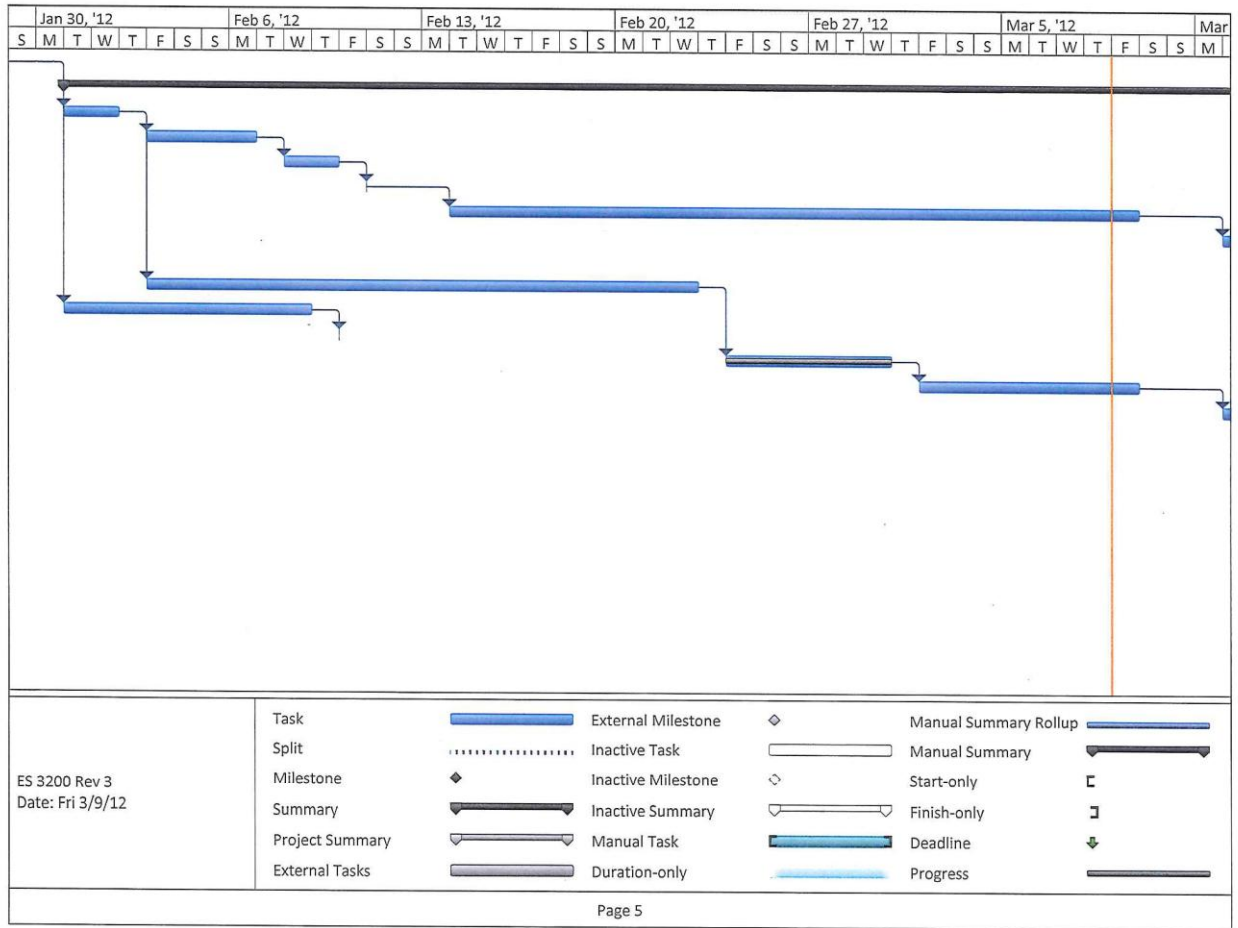 Jan 30, '12 Feb 6, '12 Feb 13, '12 Feb 20, '12 Feb 27, '12 Mar 5, '12 Mar
S M T W T F S S M T W T F S S M T W T F S S M T W T F S S M T W T F S S M T W T F S S M
Task External Milestone Manual Summary Rollup
Split Inactive Task Manual Summary
Milestone Inactive Milestone Start-only
Summary Inactive Summary Finish-only
Project Summary Manual Task Deadline
External Tasks Duration-only Progress
ES 3200 Rev 3
Date: Fri 3/9/12
Page 5